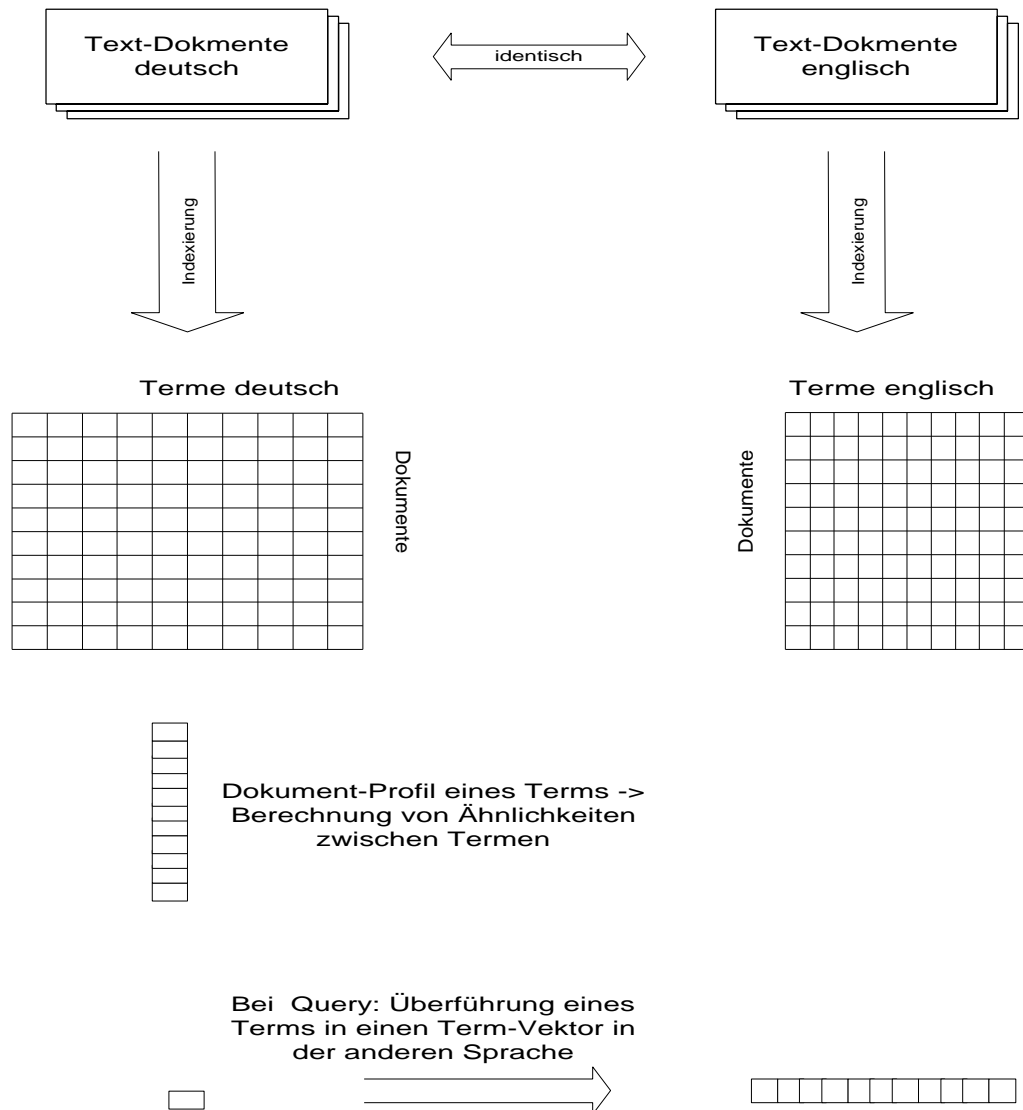 Text-Dokmente
deutsch
identisch
Text-Dokmente
englisch
Indexierung
Indexierung
Terme deutsch
Terme englisch
Dokumente
Dokumente
Dokument-Profil eines Terms ->
Berechnung von Ähnlichkeiten
zwischen Termen
Bei Query: Überführung eines
Terms in einen Term-Vektor in
der anderen Sprache